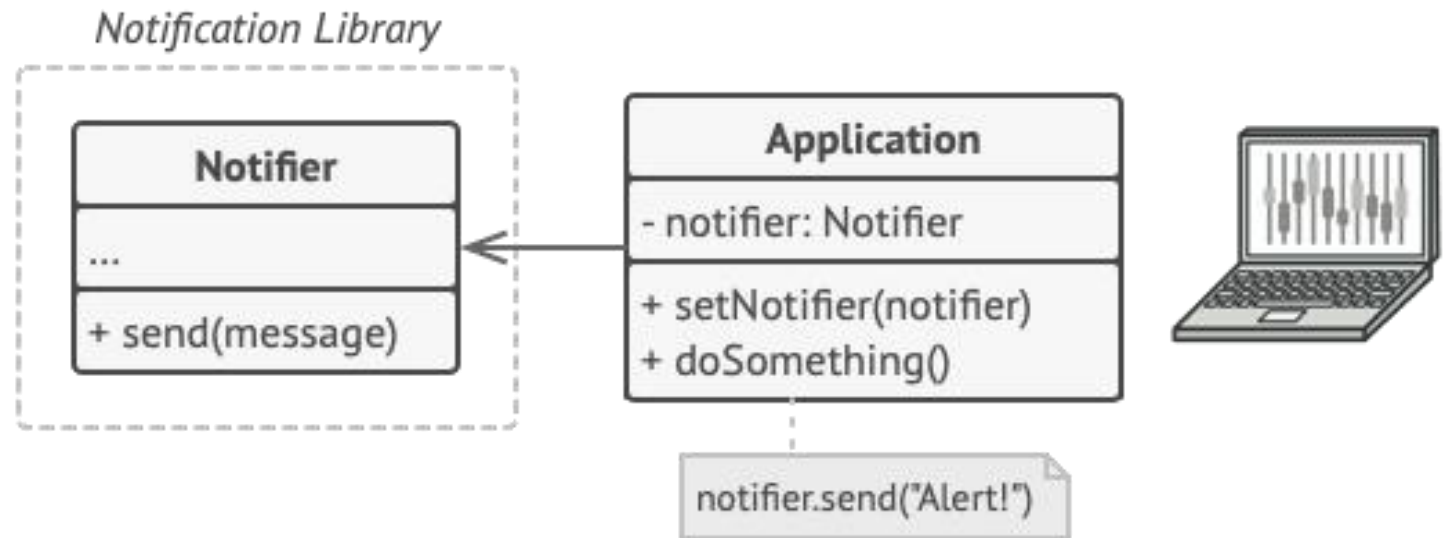 Notification Library
Notifier
...
+ send(message)
Application
- notifier: Notifier
+ setNotifier(notifier)
+ doSomething()
notifier.send("Alert!")